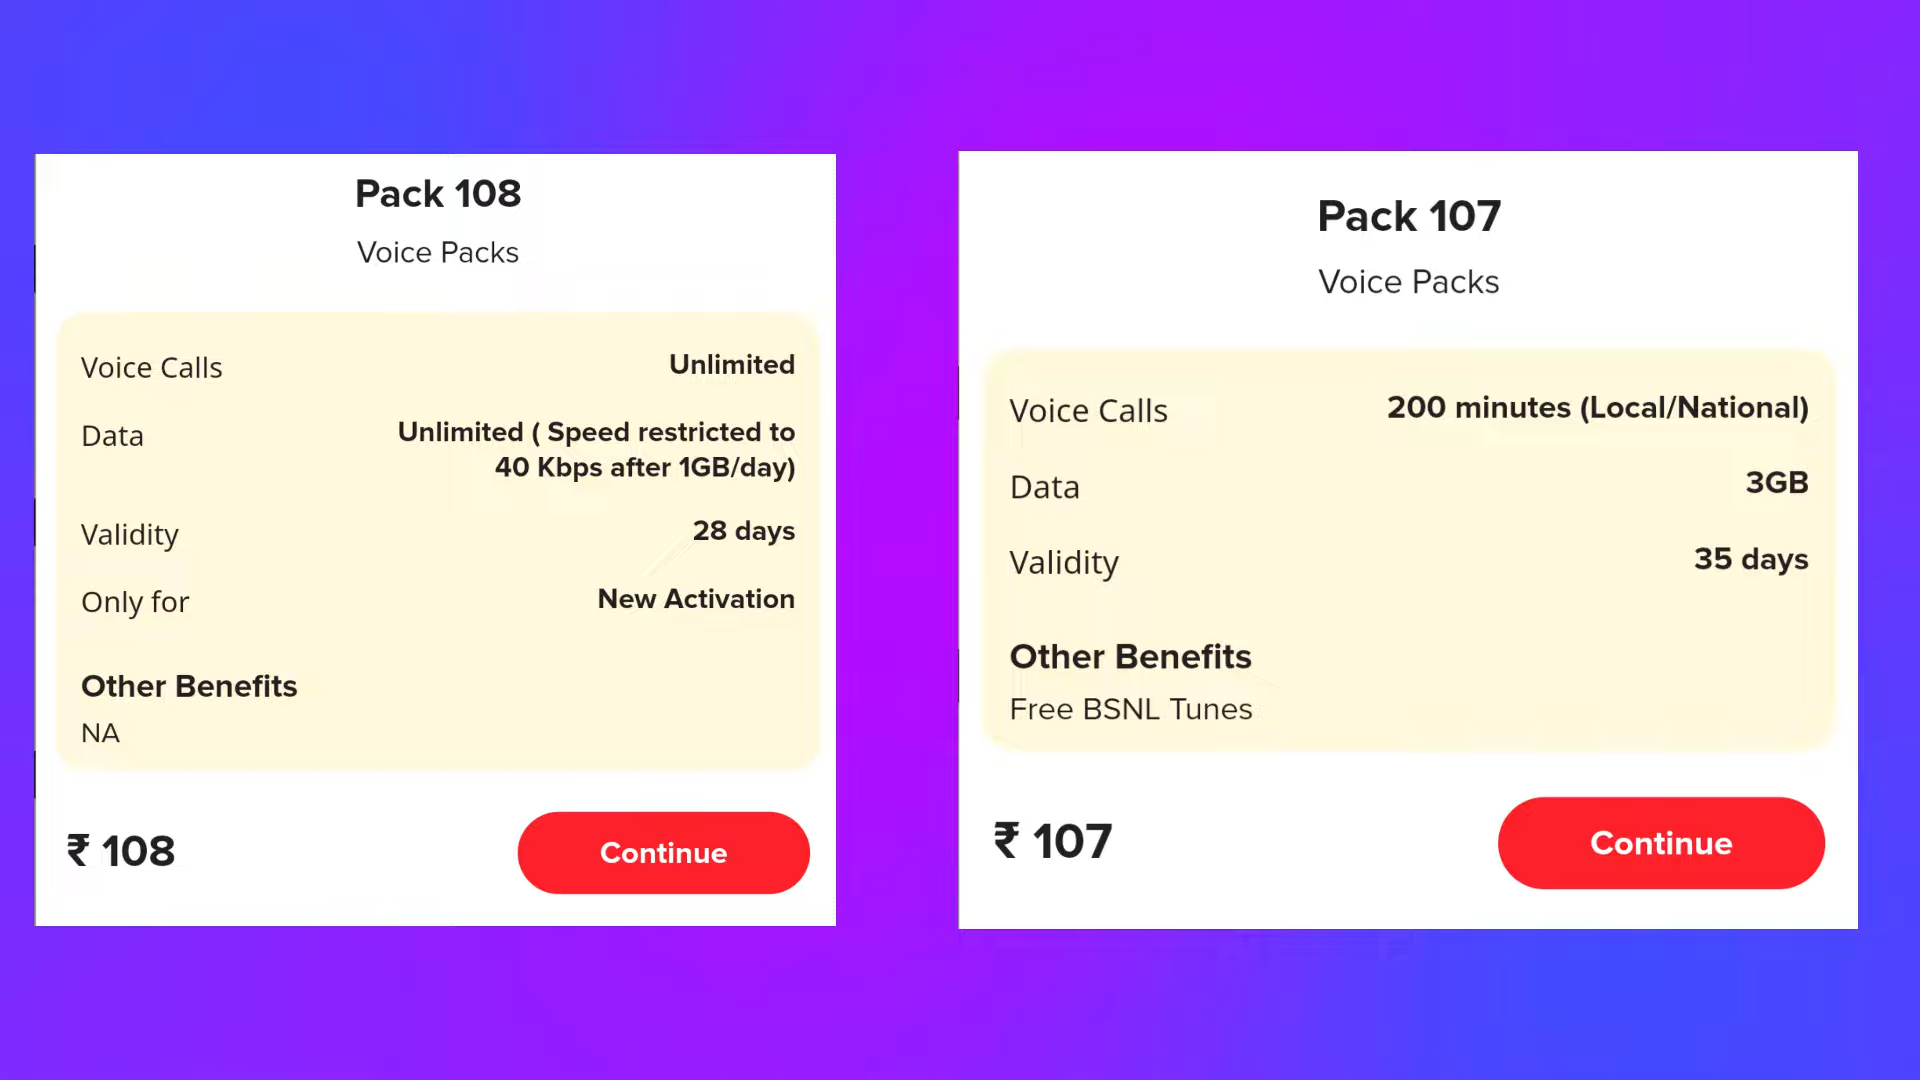 Pack 108
Voice Packs
Voice Calls Unlimited
Data Unlimited ( Speed restricted to
40 Kbps after 1GB/day)
Validity 28 days
Only for New Activation
Other Benefits
NA
₹ 108 Continue
Pack 107
Voice Packs
Voice Calls 200 minutes (Local/National)
Data 3GB
Validity 35 days
Other Benefits
Free BSNL Tunes
₹ 107 Continue